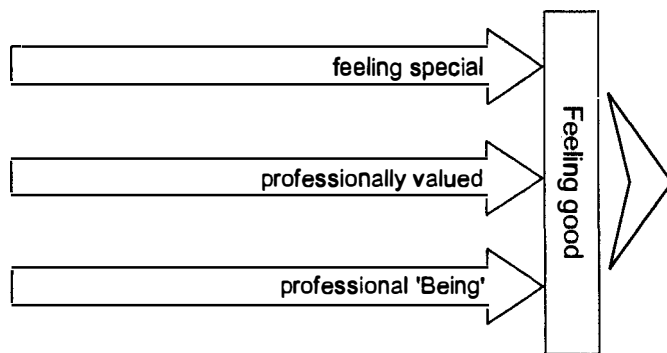 feeling special
professionally valued
professional 'Being'
Feeling good